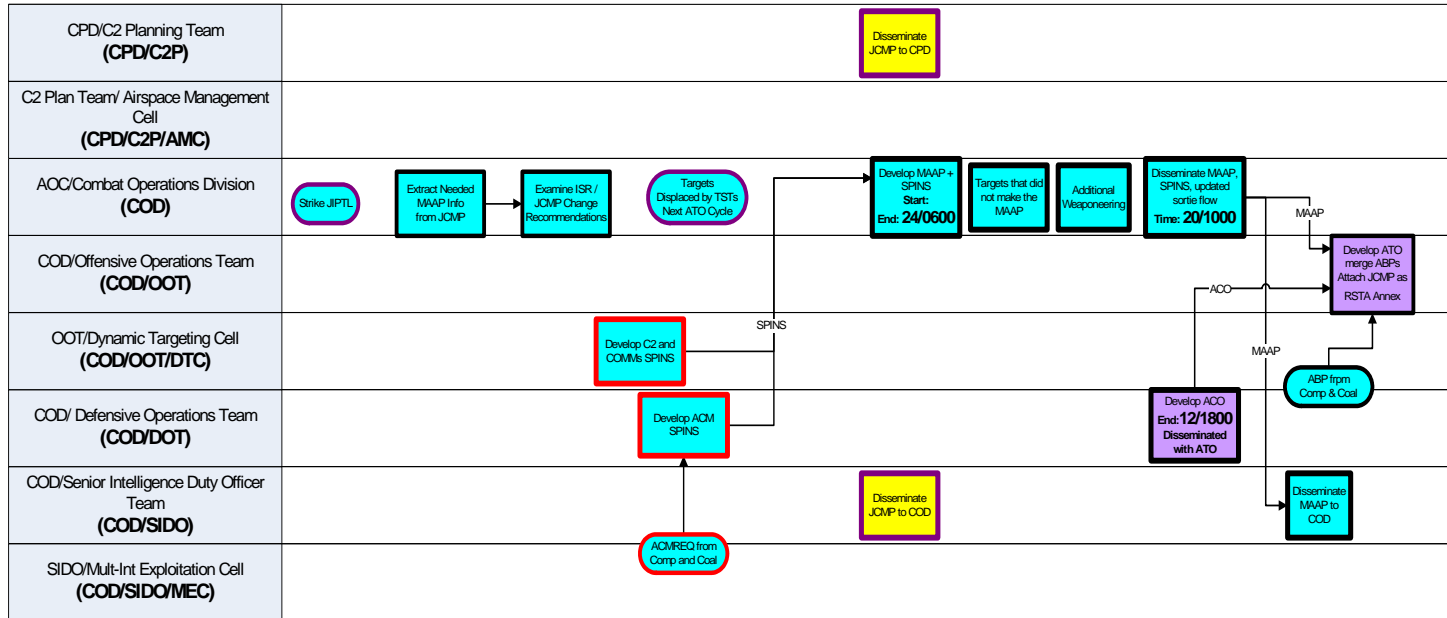 CPD/C2 Planning Team
(CPD/C2P)
Disseminate
JCMP to CPD
C2 Plan Team/ Airspace Management
Cell
(CPD/C2P/AMC)
AOC/Combat Operations Division
(COD)
Strike JIPTL
Extract Needed
MAAP Info
from JCMP
Examine ISR /
JCMP Change
Recommendations
Targets
Displaced by TSTs
Next ATO Cycle
Develop MAAP +
SPINS
Start:
End: 24/0600
Targets that did
not make the
MAAP
Additional
Weaponeering
Disseminate MAAP,
SPINS, updated
sortie flow
Time: 20/1000
MAAP
COD/Offensive Operations Team
(COD/OOT)
Develop ATO
merge ABPs
Attach JCMP as
RSTA Annex
ACO
OOT/Dynamic Targeting Cell
(COD/OOT/DTC)
Develop C2 and
COMMs SPINS
SPINS
MAAP
ABP frpm
Comp & Coal
COD/ Defensive Operations Team
(COD/DOT)
Develop ACM
SPINS
Develop ACO
End:12/1800
Disseminated
with ATO
COD/Senior Intelligence Duty Officer
Team
(COD/SIDO)
Disseminate
JCMP to COD
Disseminate
MAAP to
COD
ACMREQ from
Comp and Coal
SIDO/Mult-Int Exploitation Cell
(COD/SIDO/MEC)